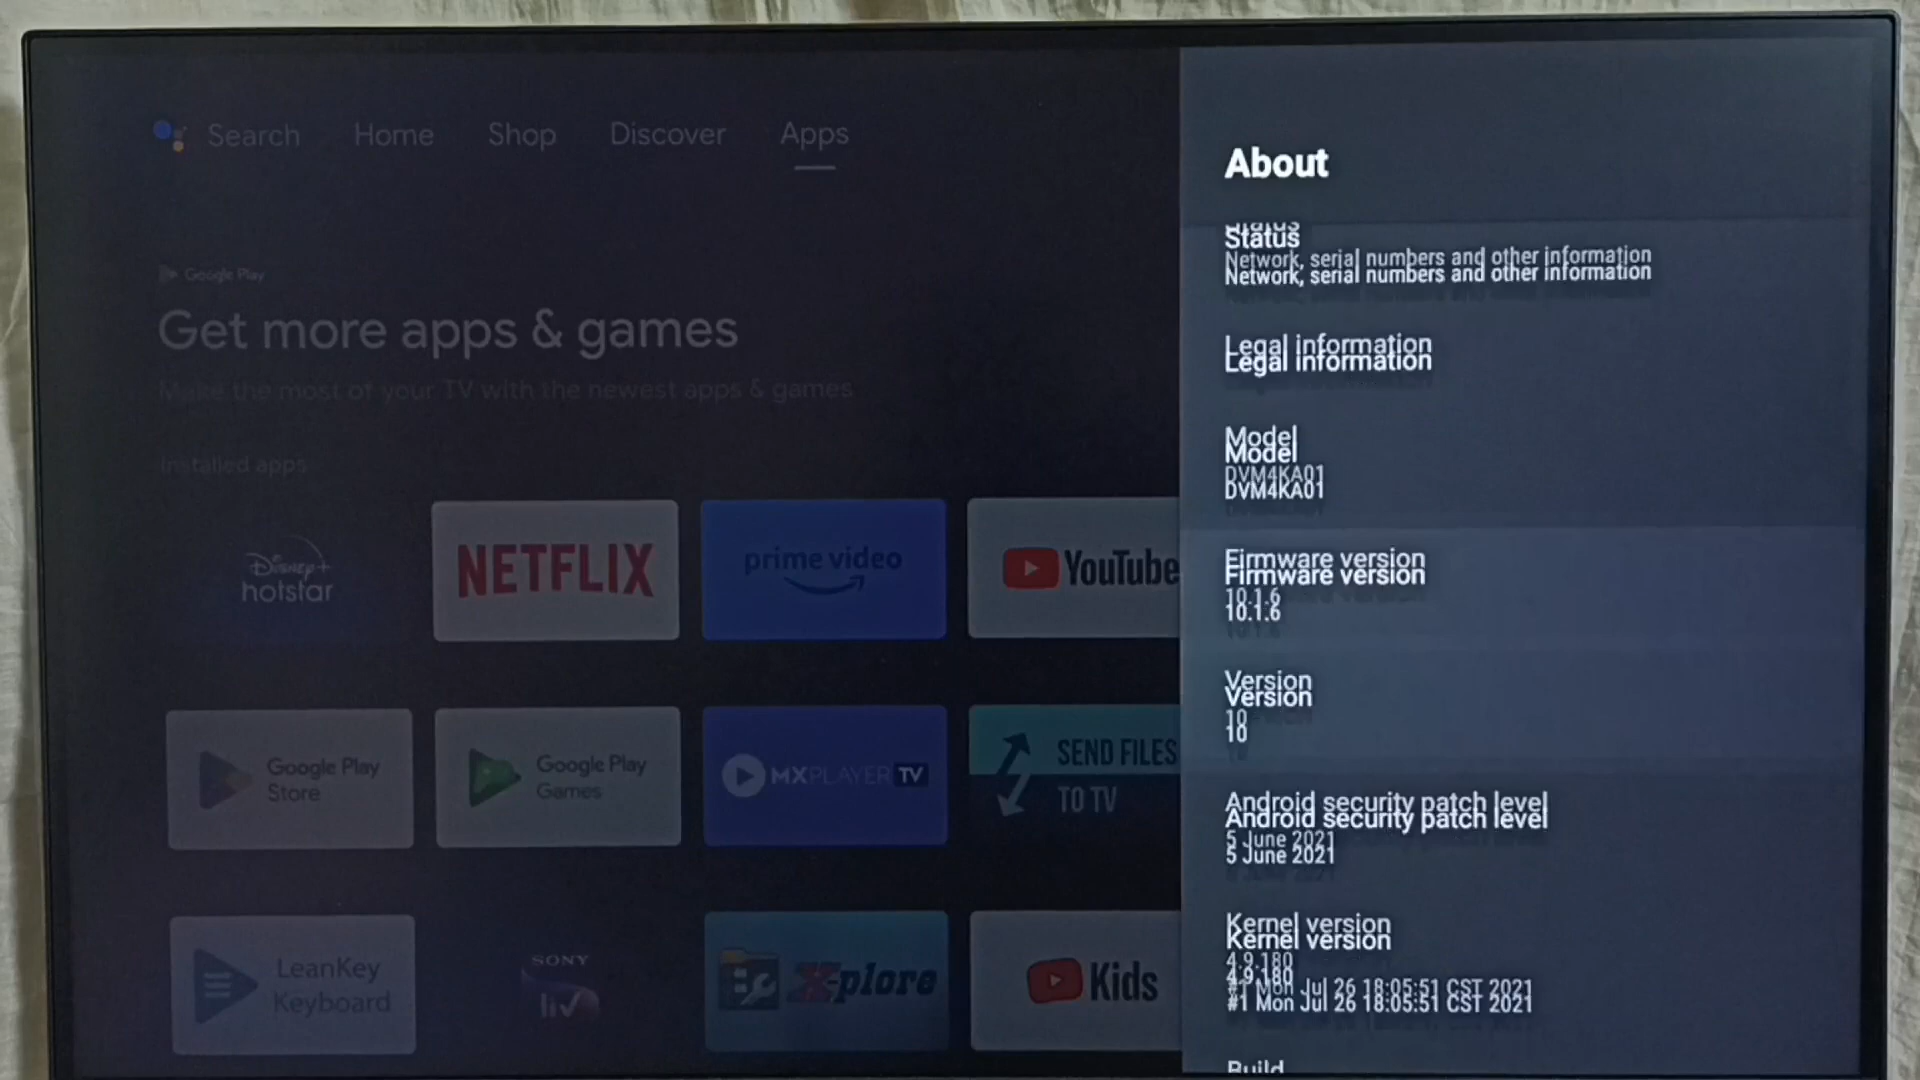 Search Home Shop Discover Apps
Google Play
Get more apps & games
Make the most of your TV with the newest apps & games
Installed apps
Disney+
hotstar
NETFLIX
prime video
YouTube
Google Play
Store
Google Play
Games
MXPLAYER TV
SEND FILES
TO TV
LeanKey
Keyboard
SONY
liv
X-plore
Kids
About
Status
Network, serial numbers and other information
Legal information
Model
DVM4KA01
Firmware version
10.1.6
Version
10
Android security patch level
5 June 2021
Kernel version
4.9.180
#1 Mon Jul 26 18:05:51 CST 2021
Build